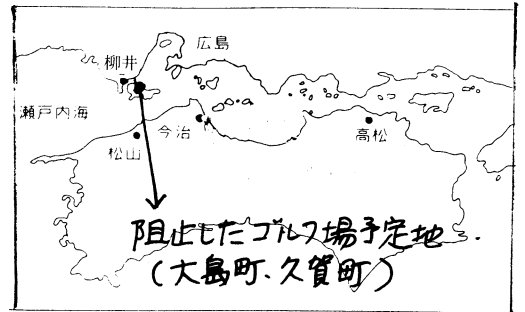 広島
柳井
瀬戸内海
今治
松山
高松
阻止したゴルフ場予定地.
(大島町、久賀町)